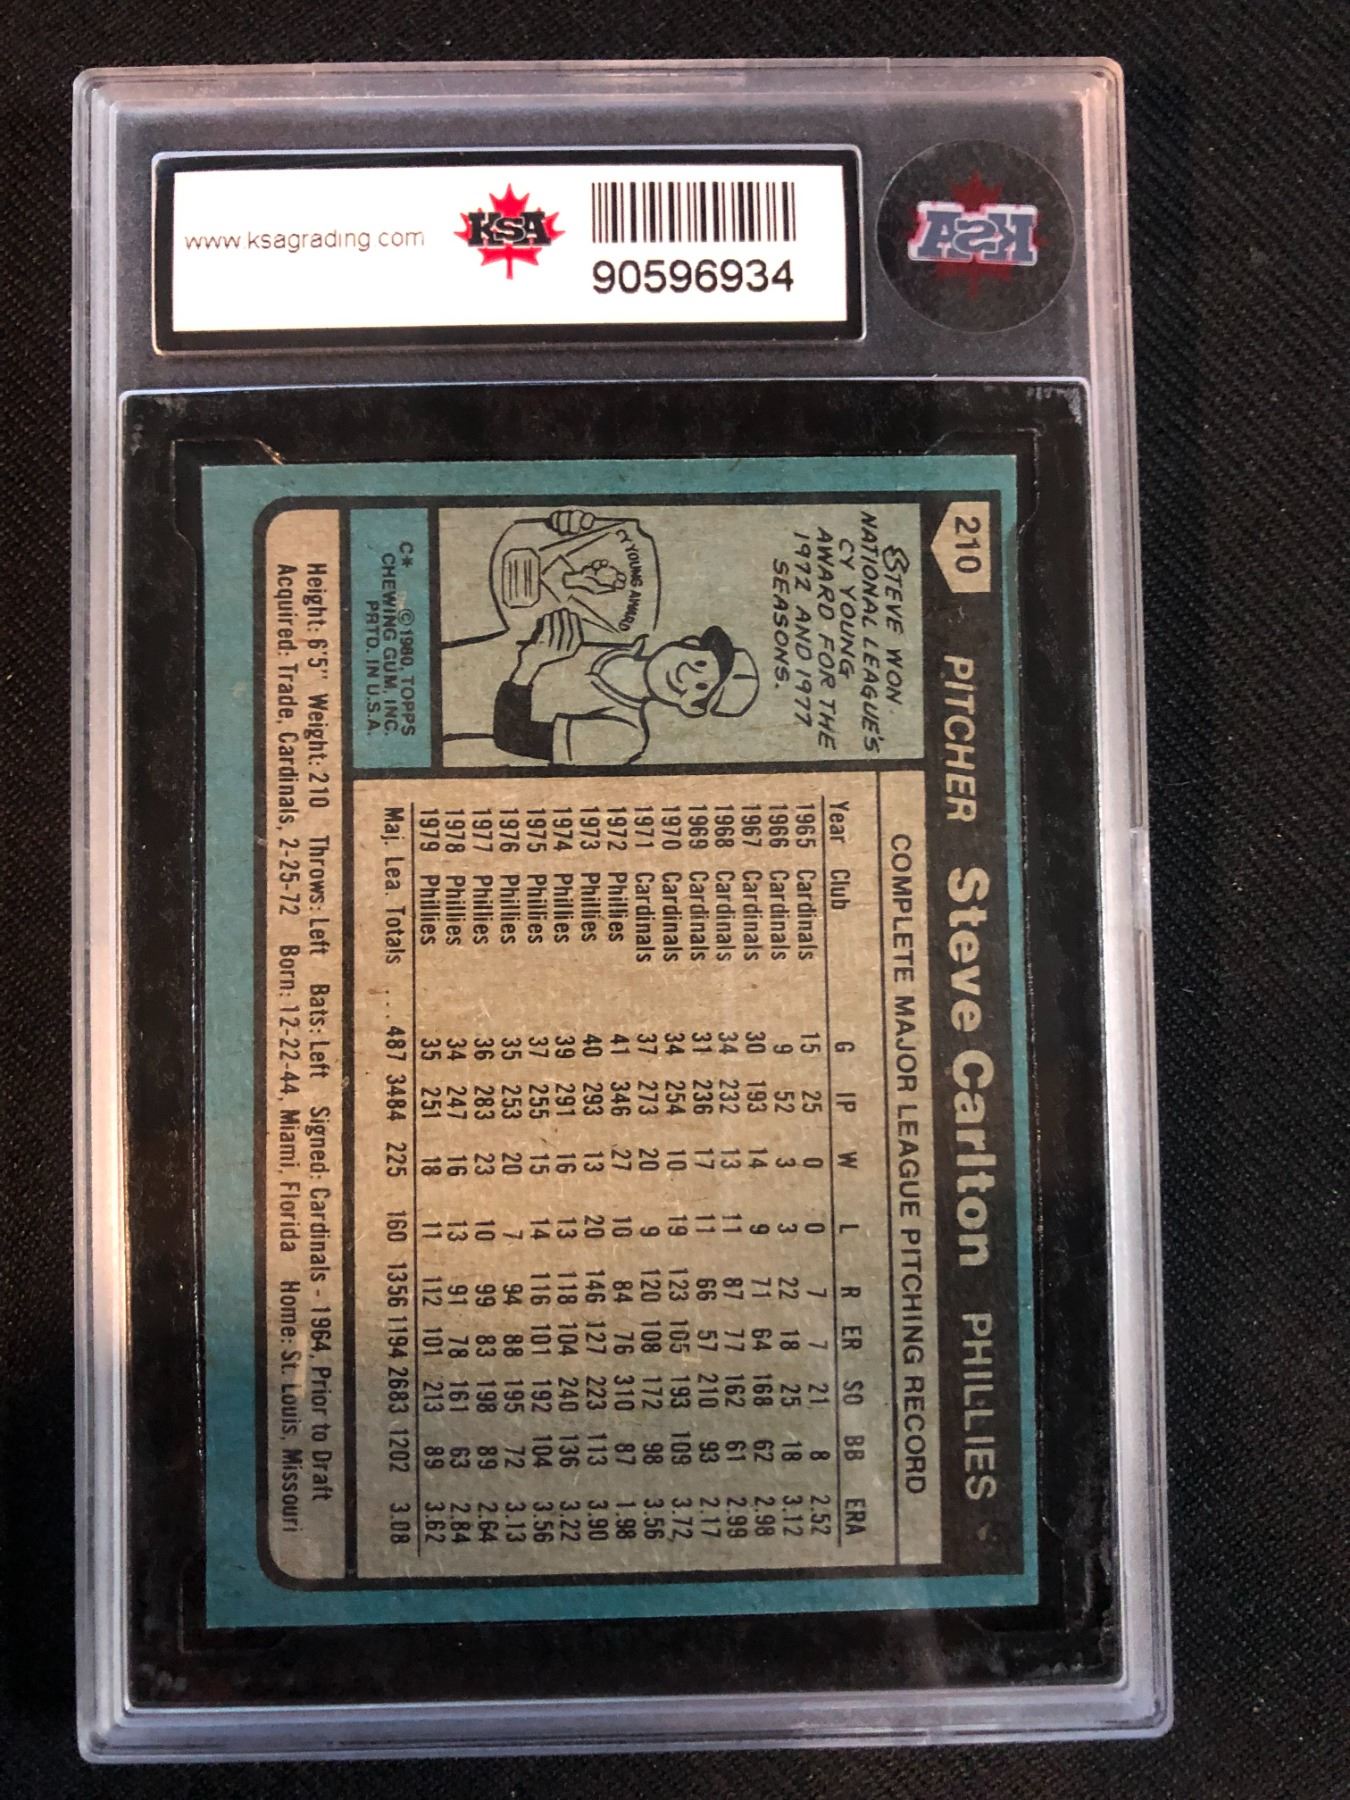 www.ksagrading.com
KSA
90596934
KSA
210 PITCHER Steve Carlton PHILLIES
STEVE WON
NATIONAL LEAGUE'S
CY YOUNG
AWARD FOR THE
1972 AND 1977
SEASONS.
CY YOUNG AWARD
C* ©1980, TOPPS
CHEWING GUM, INC.
PRTD. IN U.S.A.
COMPLETE MAJOR LEAGUE PITCHING RECORD
Year Club G IP W L R ER SO BB ERA
1965 Cardinals 15 25 0 0 7 7 21 8 2.52
1966 Cardinals 9 52 3 3 22 18 25 18 3.12
1967 Cardinals 30 193 14 9 71 64 168 62 2.98
1968 Cardinals 34 232 13 11 87 77 162 61 2.99
1969 Cardinals 31 236 17 11 66 57 210 93 2.17
1970 Cardinals 34 254 10 19 123 105 193 109 3.72
1971 Cardinals 37 273 20 9 120 108 172 98 3.56
1972 Phillies 41 346 27 10 84 76 310 87 1.98
1973 Phillies 40 293 13 20 146 127 223 113 3.90
1974 Phillies 39 291 16 13 118 104 240 136 3.22
1975 Phillies 37 255 15 14 116 101 192 104 3.56
1976 Phillies 35 253 20 7 94 88 195 72 3.13
1977 Phillies 36 283 23 10 99 83 198 89 2.64
1978 Phillies 34 247 16 13 91 78 161 63 2.84
1979 Phillies 35 251 18 11 112 101 213 89 3.62
Maj. Lea. Totals ... 487 3484 225 160 1356 1194 2683 1202 3.08
Height: 6'5" Weight: 210 Throws: Left Bats: Left Signed: Cardinals - 1964, Prior to Draft
Acquired: Trade, Cardinals, 2-25-72 Born: 12-22-44, Miami, Florida Home: St. Louis, Missouri